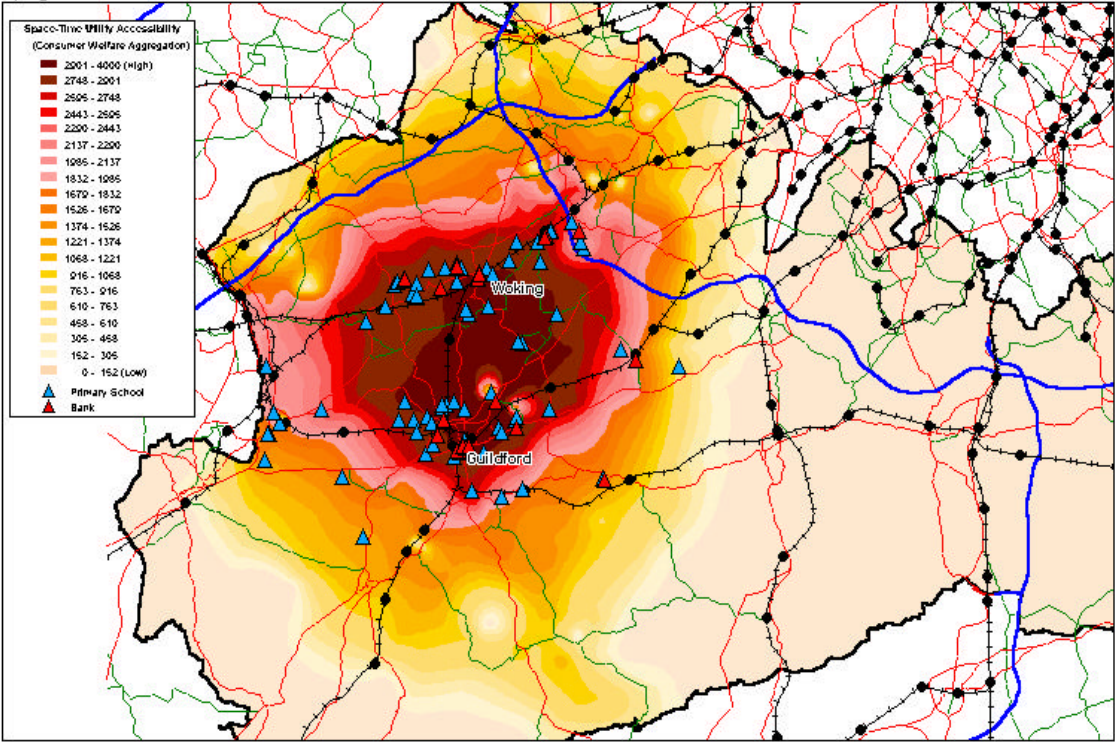 Space-Time Utility Accessibility
(Consumer Welfare Aggregation)
2901 - 4000 (High)
2748 - 2901
2595 - 2748
2443 - 2595
2290 - 2443
2137 - 2290
1985 - 2137
1832 - 1985
1679 - 1832
1526 - 1679
1374 - 1526
1221 - 1374
1068 - 1221
916 - 1068
763 - 916
610 - 763
458 - 610
305 - 458
152 - 305
0 - 152 (Low)
Primary School
Bank
Woking
Guildford